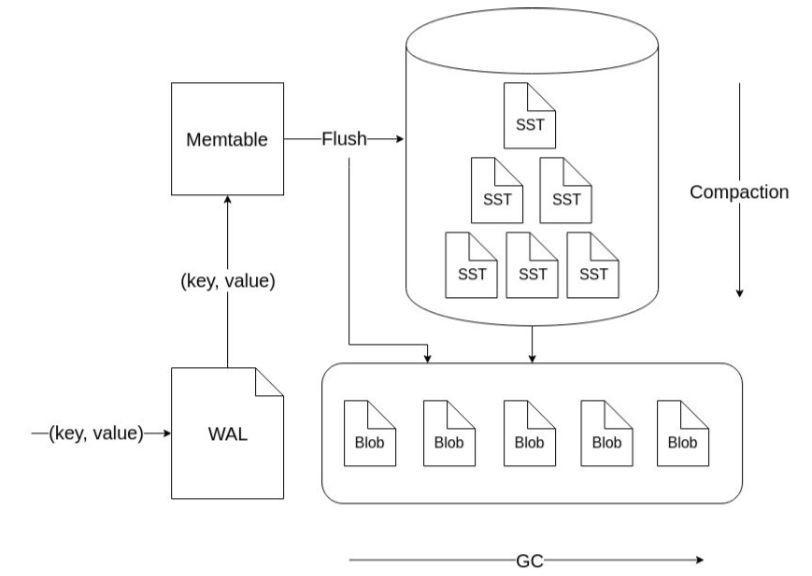 SST
Memtable
Flush
SST
SST
Compaction
SST
SST
SST
(key, value)
(key, value)
WAL
Blob
Blob
Blob
Blob
Blob
GC